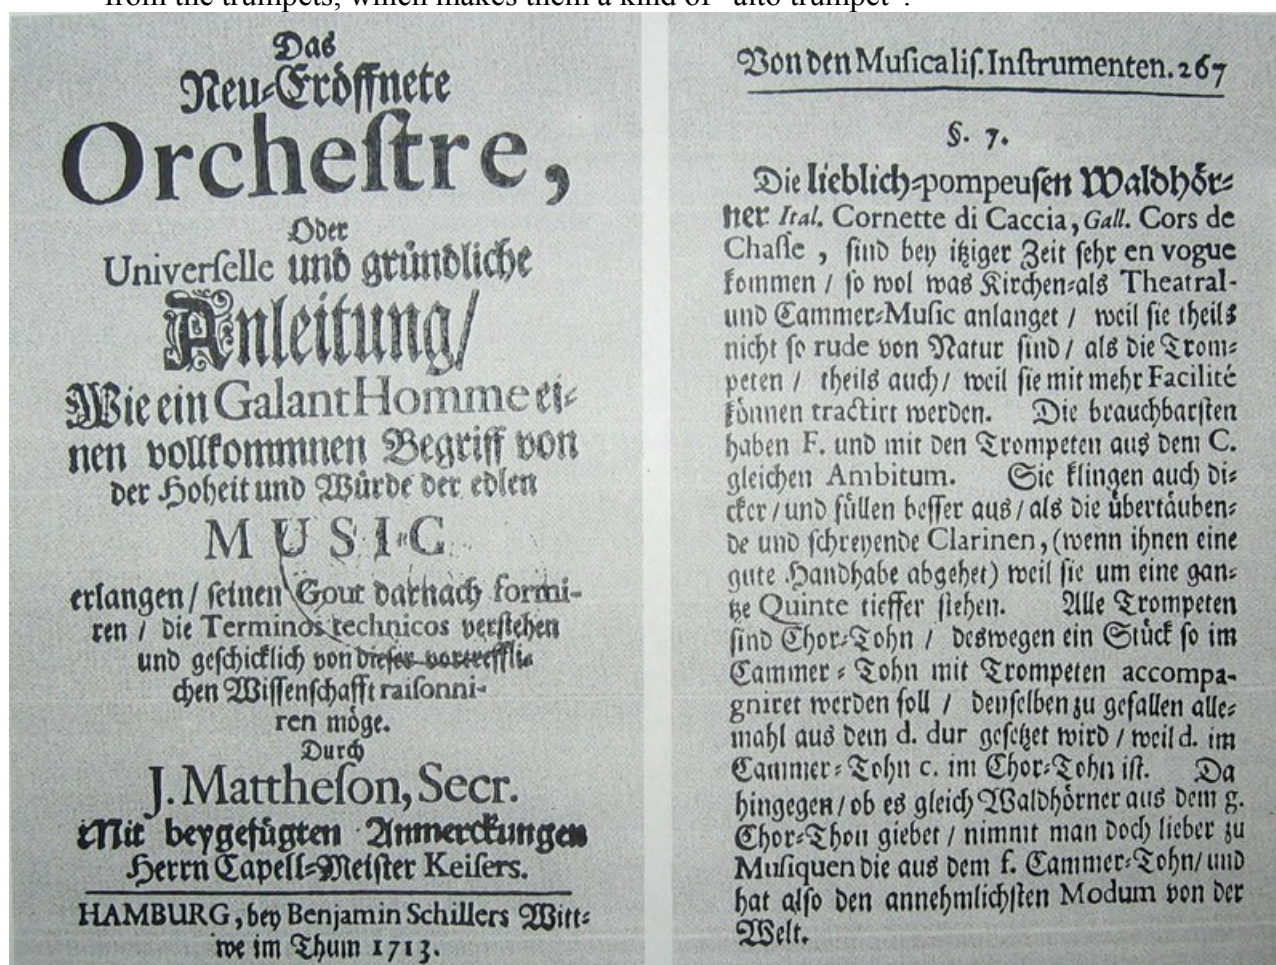 from the trumpets, which makes them a kind of "alto trumpet".
Das
Neu-Eröffnete
Orchestre,
Oder
Universelle und gründliche
Anleitung/
Wie ein Galant Homme ei-
nen vollkommnen Begriff von
der Hoheit und Würde der edlen
MUSIC
erlangen/ seinen Gout darnach formi-
ren / die Terminos technicos verstehen
und geschicklich von dieser vortreffli-
chen Wissenschafft raisonni-
ren möge.
Durch
J. Mattheson, Secr.
Mit beygefügten Anmerckungen
Herrn Capell-Meister Keisers.
HAMBURG, bey Benjamin Schillers Witt-
we im Thum 1713.
Von den Musicalis. Instrumenten. 267
§. 7.
Die lieblich-pompeusen Waldhör-
ner Ital. Cornette di Caccia, Gall. Cors de
Chasse , sind bey itziger Zeit sehr en vogue
kommen / so wol was Kirchen-als Theatral-
und Cammer-Music anlanget / weil sie theils
nicht so rude von Natur sind / als die Trom-
peten / theils auch/ weil sie mit mehr Facilité
können tractirt werden. Die brauchbarsten
haben F. und mit den Trompeten aus dem C.
gleichen Ambitum. Sie klingen auch di-
cker / und füllen besser aus / als die übertäuben-
de und schreyende Clarinen, (wenn ihnen eine
gute Handhabe abgehet) weil sie um eine gan-
tze Quinte tieffer stehen. Alle Trompeten
sind Chor-Tohn / deswegen ein Stück so im
Cammer-Tohn mit Trompeten accompa-
gniret werden soll / denselben zu gefallen alle-
mahl aus dem d. dur gesetzet wird / weil d. im
Cammer-Tohn c. im Chor-Tohn ist. Da
hingegen / ob es gleich Waldhörner aus dem g.
Chor-Thon giebet / nimmt man doch lieber zu
Musiquen die aus dem f. Cammer-Tohn/ und
hat also den annehmlichsten Modum von der
Welt.